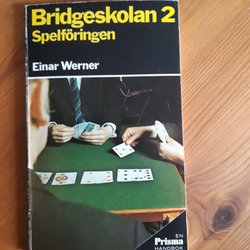 Bridgeskolan 2
Spelföringen
Einar Werner
EN
Prisma
HANDBOK